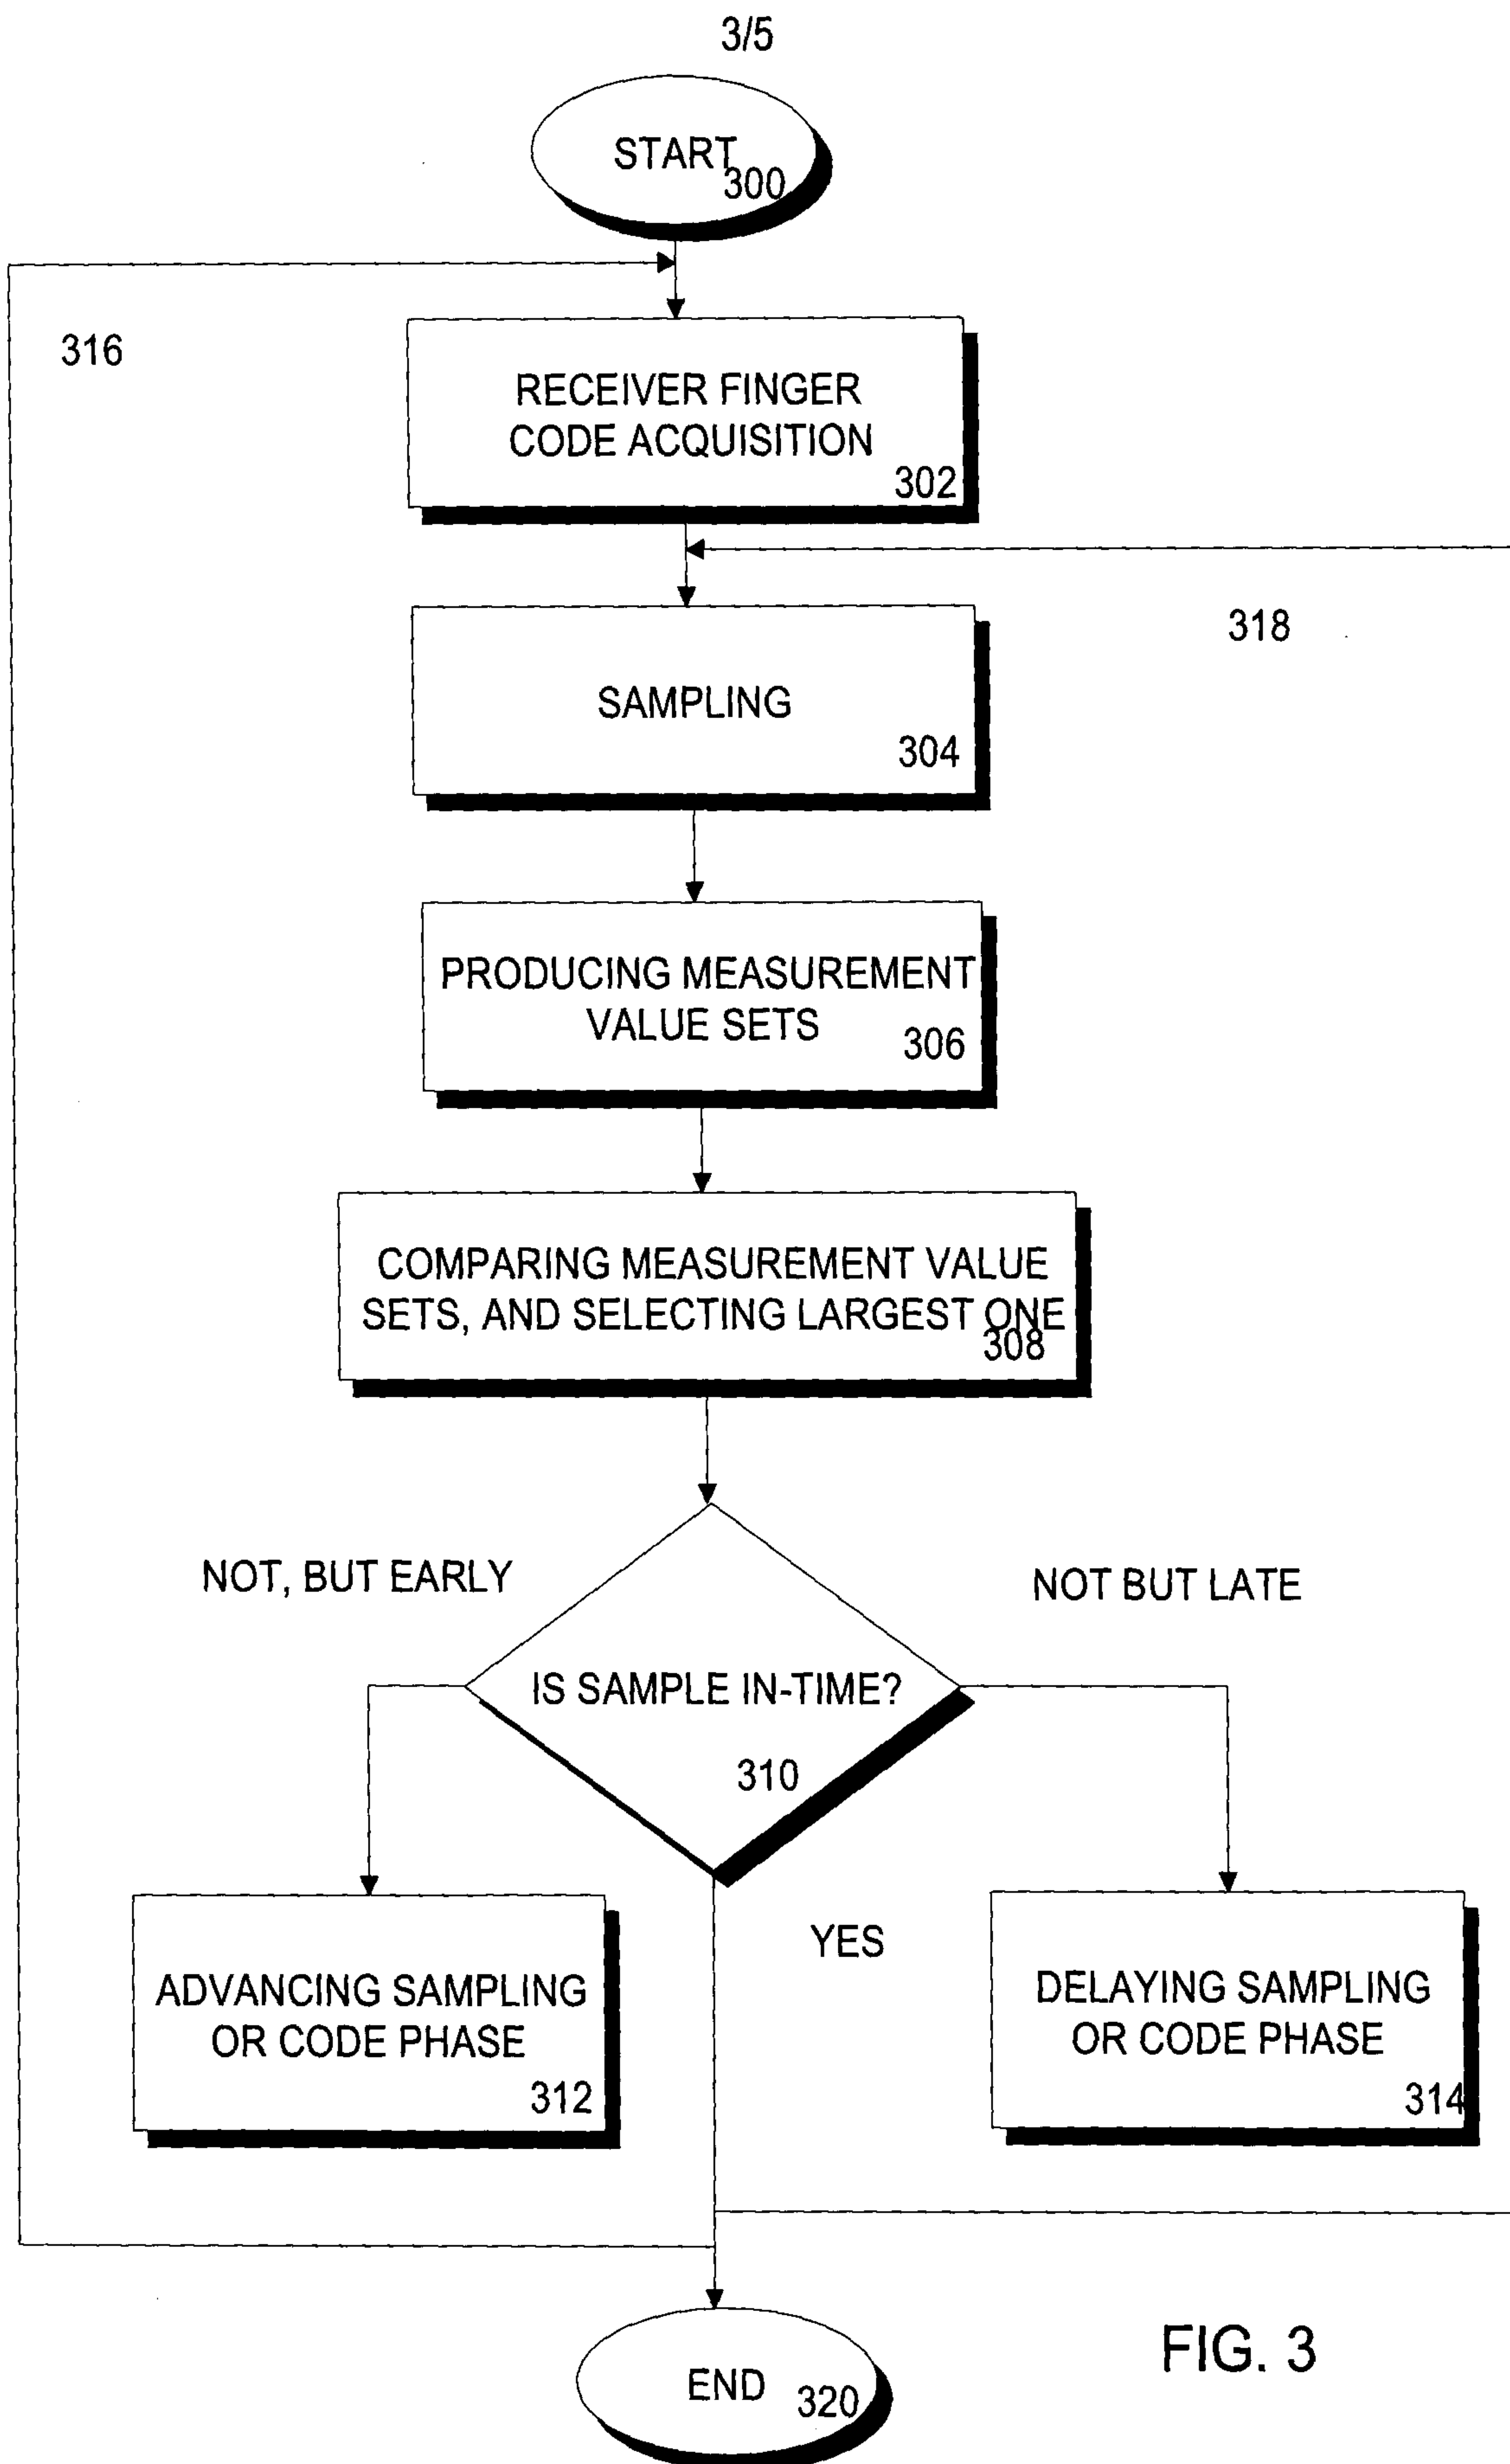 3/5
START
300
316
RECEIVER FINGER
CODE ACQUISITION
302
318
SAMPLING
304
PRODUCING MEASUREMENT
VALUE SETS
306
COMPARING MEASUREMENT VALUE
SETS, AND SELECTING LARGEST ONE
308
NOT, BUT EARLY
NOT BUT LATE
IS SAMPLE IN-TIME?
310
YES
ADVANCING SAMPLING
OR CODE PHASE
312
DELAYING SAMPLING
OR CODE PHASE
314
END
320
FIG. 3